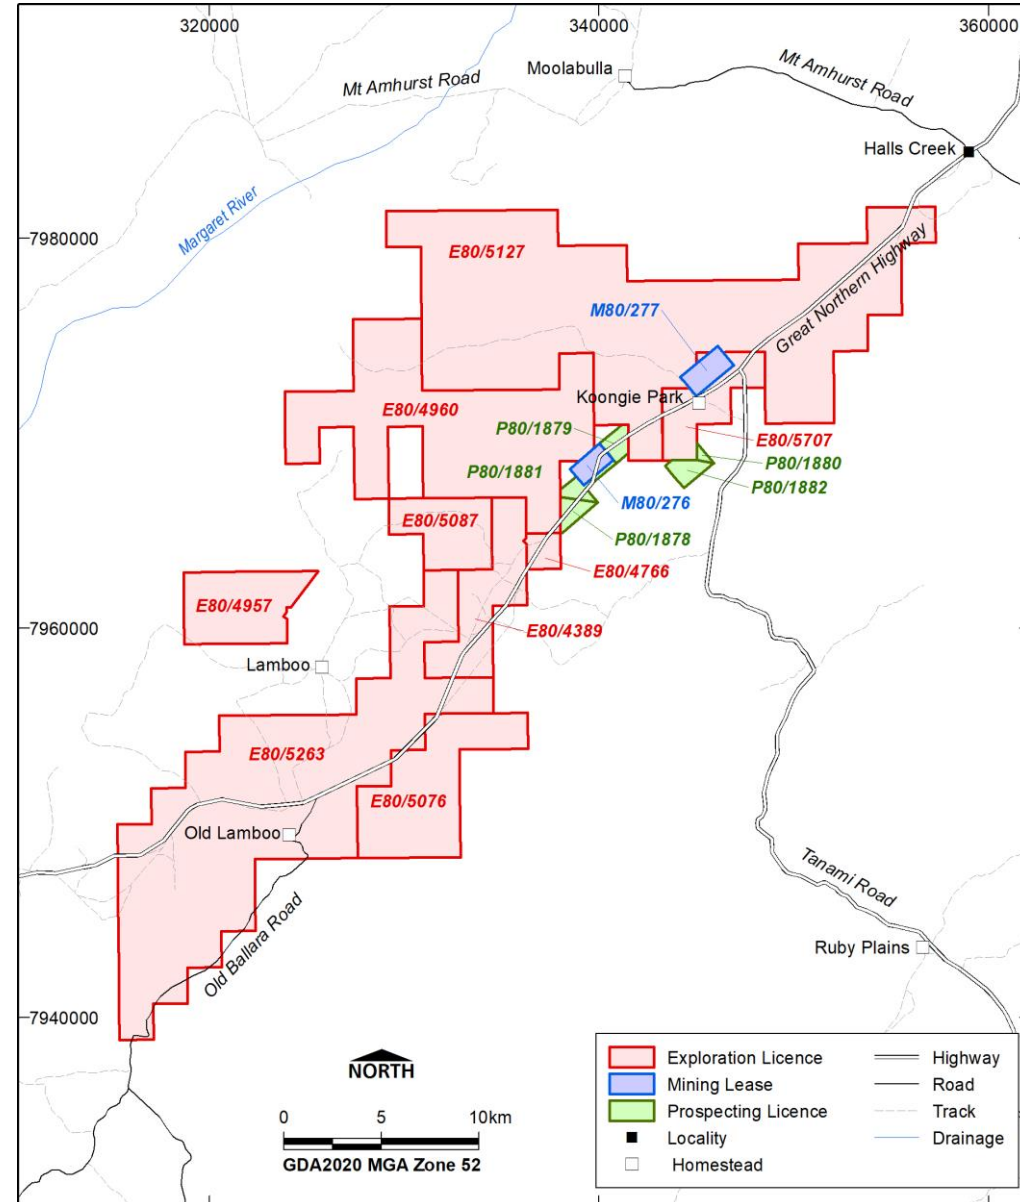 320000
340000
360000
Moolabulla
Mt Amhurst Road
Mt Amhurst Road
Halls Creek
Margaret River
7980000
E80/5127
Great Northern Highway
M80/277
Koongie Park
E80/4960
P80/1879
E80/5707
P80/1881
P80/1880
P80/1882
M80/276
E80/5087
P80/1878
E80/4766
E80/4957
7960000
E80/4389
Lamboo
E80/5263
E80/5076
Old Lamboo
Tanami Road
Old Ballara Road
Ruby Plains
7940000
NORTH
0 5 10km
GDA2020 MGA Zone 52
Exploration Licence
Mining Lease
Prospecting Licence
Locality
Homestead
Highway
Road
Track
Drainage